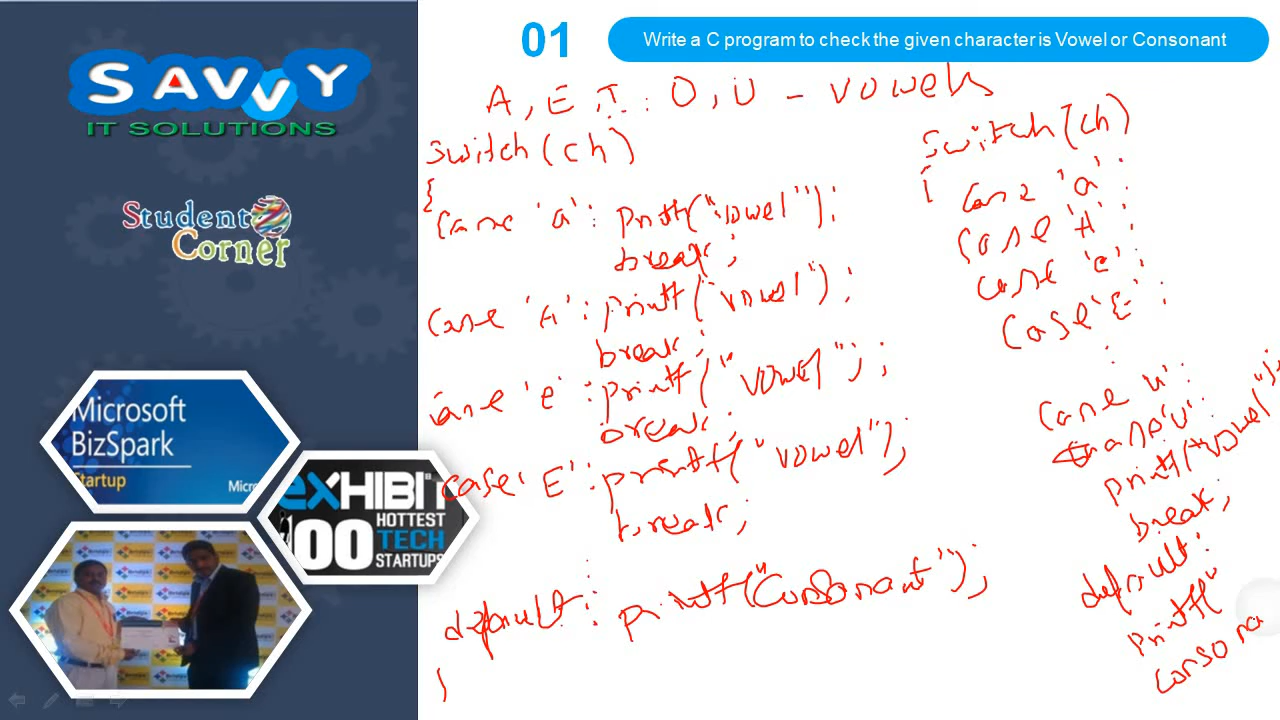 SAVVY
IT SOLUTIONS
Student
Corner
Microsoft
BizSpark
Startup
Micro
eXHIBIT
100
HOTTEST
TECH
STARTUPS
01
Write a C program to check the given character is Vowel or Consonant
A, E, I, O, U - vowels
switch(ch)
{
case 'a': printf("vowel");
break;
case 'A': printf("vowel");
break;
case 'e': printf("vowel");
break;
case 'E': printf("vowel");
break;
default: printf("Consonant");
}
switch(ch)
{
case 'a':
case 'A':
case 'e':
case 'E':
:
case 'u':
case 'U':
printf("vowel");
break;
default:
printf("
consona